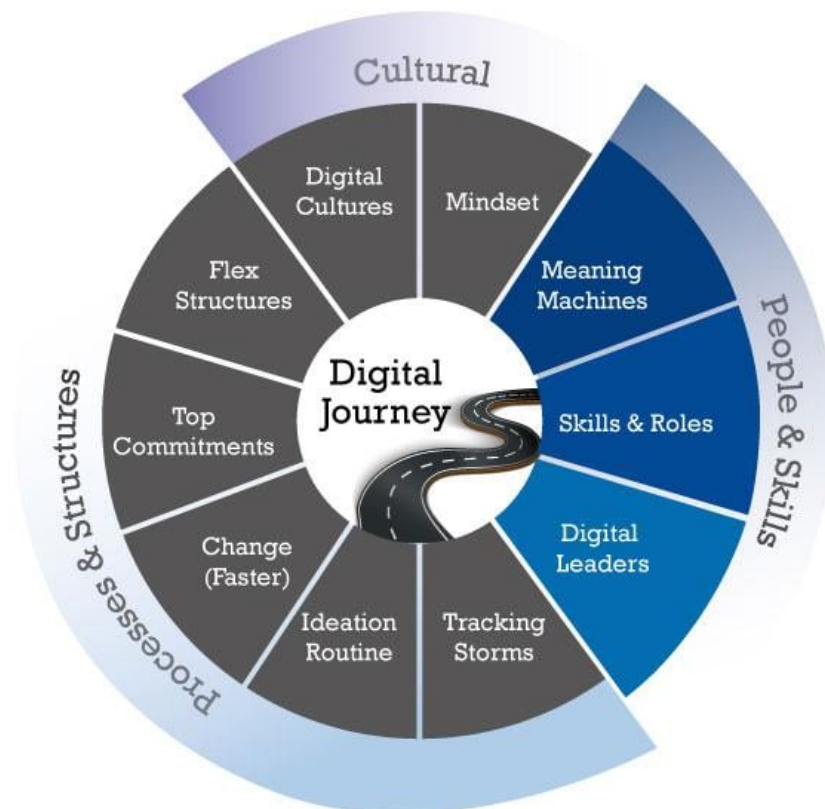 Cultural
Digital
Cultures
Mindset
Flex
Structures
Meaning
Machines
People & Skills
Digital
Journey
Top
Commitments
Skills & Roles
Processes & Structures
Change
(Faster)
Digital
Leaders
Ideation
Routine
Tracking
Storms